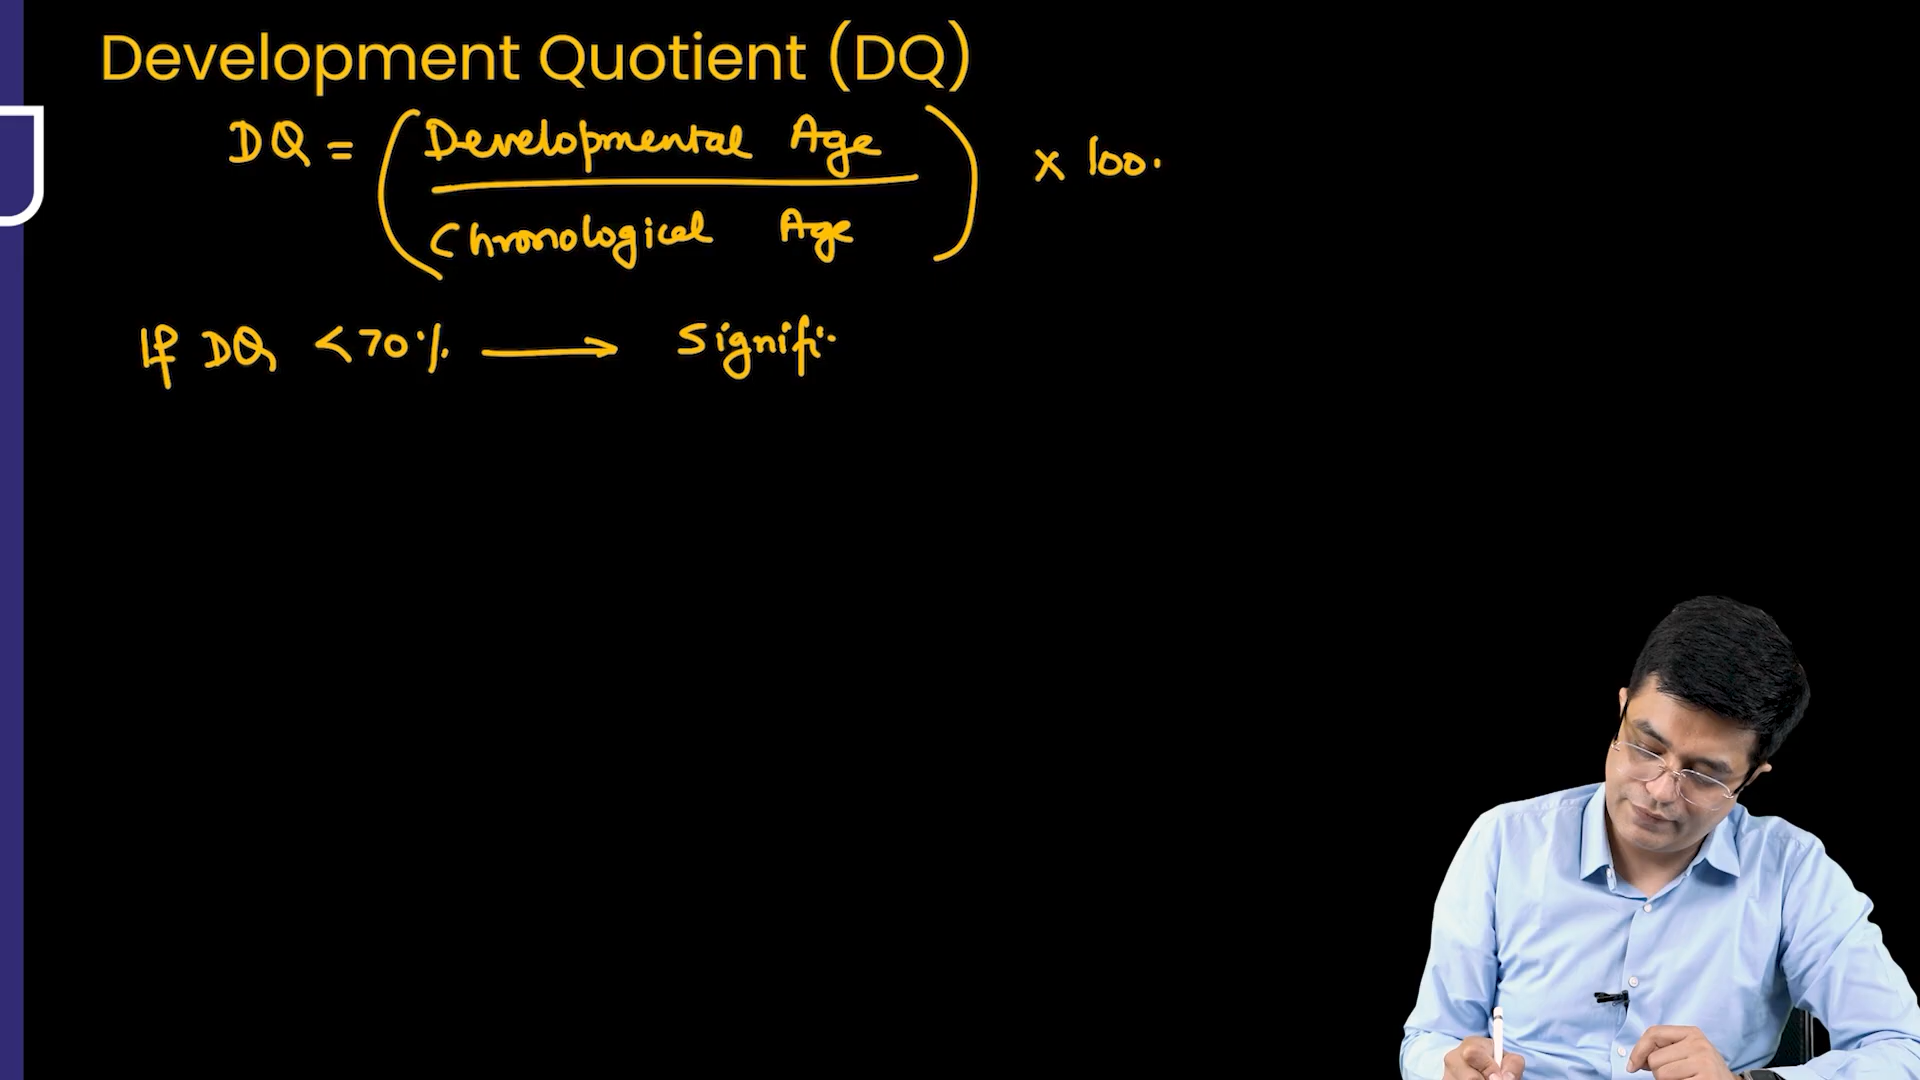 Development Quotient (DQ)
DQ = (Developmental Age / Chronological Age) × 100.
If DQ <70% → Signifi